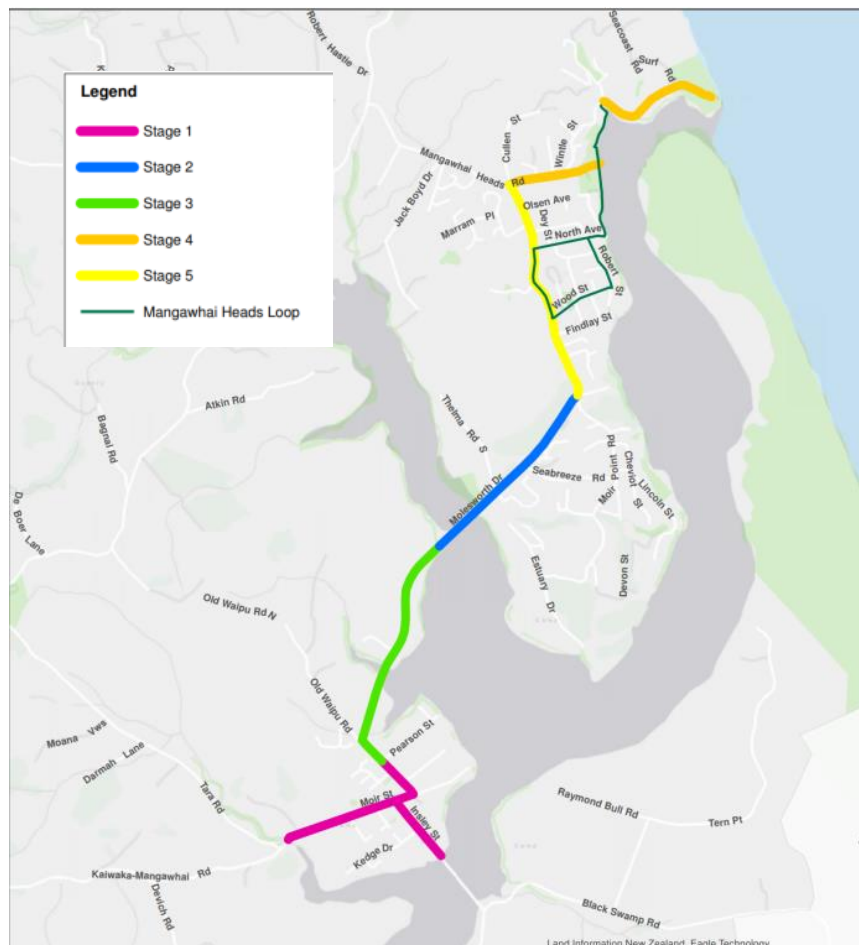 Robert Hastie Dr
Seacoast Rd
Surf Rd
Legend
Stage 1
Stage 2
Stage 3
Stage 4
Stage 5
Mangawhai Heads Loop
Cullen St
Wintle St
Mangawhai Heads Rd
Jack Boyd Dr
Olsen Ave
Marram Pl
Dey St
North Ave
Robert St
Wood St
Findlay St
Atkin Rd
Bagnal Rd
Thelma Rd S
De Boer Lane
Seabreeze Rd
Moir Point Rd
Cheviot St
Lincoln St
Molesworth Dr
Estuary Dr
Devon St
Old Waipu Rd N
Old Waipu Rd
Pearson St
Moana Vws
Darmah Lane
Tara Rd
Moir St
Insley St
Kedge Dr
Raymond Bull Rd
Tern Pt
Kaiwaka-Mangawhai Rd
Devich Rd
Black Swamp Rd
Land Information New Zealand, Eagle Technology